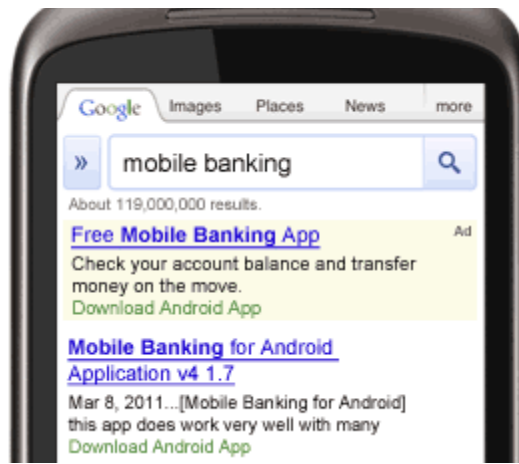 Google Images Places News more
» mobile banking
About 119,000,000 results.
Free Mobile Banking App Ad
Check your account balance and transfer
money on the move.
Download Android App
Mobile Banking for Android
Application v4 1.7
Mar 8, 2011...[Mobile Banking for Android]
this app does work very well with many
Download Android App